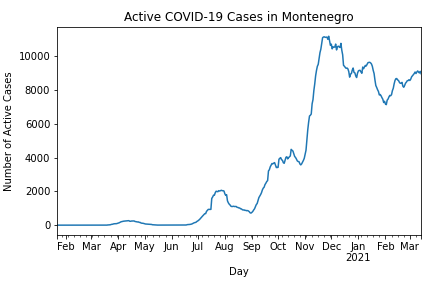 Active COVID-19 Cases in Montenegro
Number of Active Cases
10000
8000
6000
4000
2000
0
Feb Mar Apr May Jun Jul Aug Sep Oct Nov Dec Jan Feb Mar
2021
Day